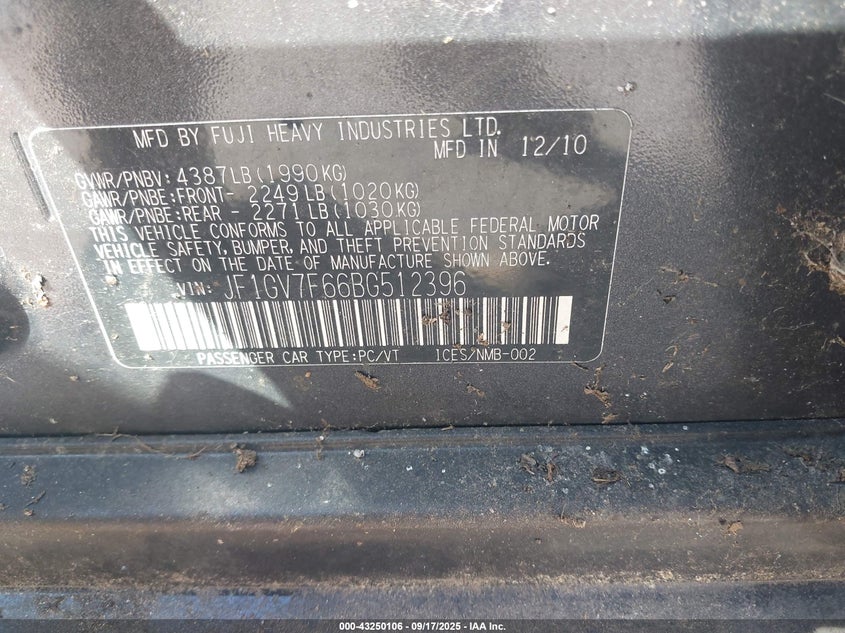 MFD BY FUJI HEAVY INDUSTRIES LTD.
MFD IN 12/10
GVWR/PNBV: 4387LB (1990KG)
GAWR/PNBE:FRONT- 2249LB (1020KG)
GAWR/PNBE:REAR - 2271LB (1030KG)
THIS VEHICLE CONFORMS TO ALL APPLICABLE FEDERAL MOTOR
VEHICLE SAFETY, BUMPER, AND THEFT PREVENTION STANDARDS
IN EFFECT ON THE DATE OF MANUFACTURE SHOWN ABOVE.
VIN: JF1GV7F66BG512396
PASSENGER CAR TYPE:PC/VT ICES/NMB-002
000-43250106 - 09/17/2025 - IAA Inc.